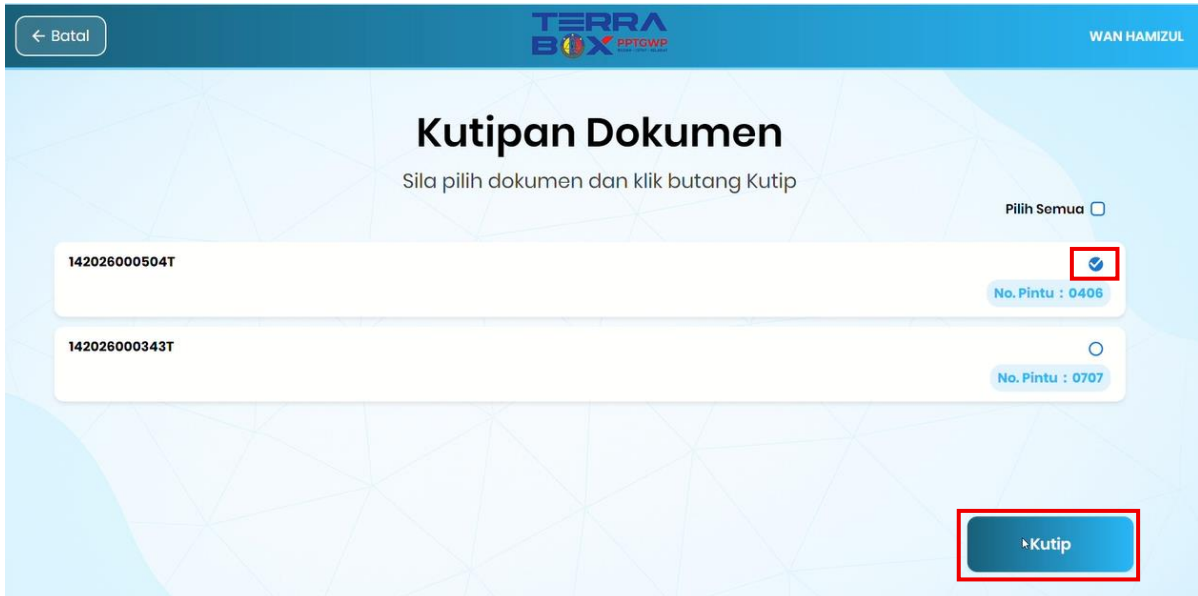 ← Batal
TERRA
BOX PPTGWP
WAN HAMIZUL
Kutipan Dokumen
Sila pilih dokumen dan klik butang Kutip
Pilih Semua
142026000504T
No. Pintu : 0406
142026000343T
No. Pintu : 0707
Kutip